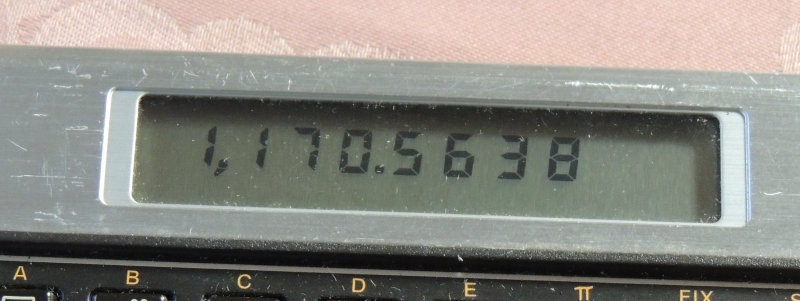 1,170.5638
A B C D E π FIX